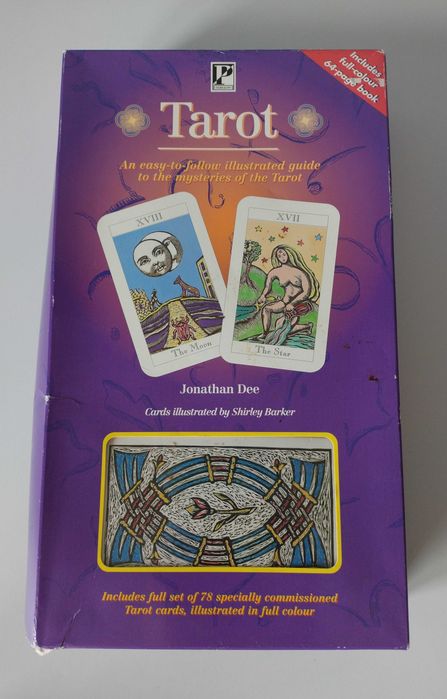 P
Includes
full-colour
64-page book
Tarot
An easy-to-follow illustrated guide
to the mysteries of the Tarot
XVIII
XVII
The Moon
The Star
Jonathan Dee
Cards illustrated by Shirley Barker
Includes full set of 78 specially commissioned
Tarot cards, illustrated in full colour